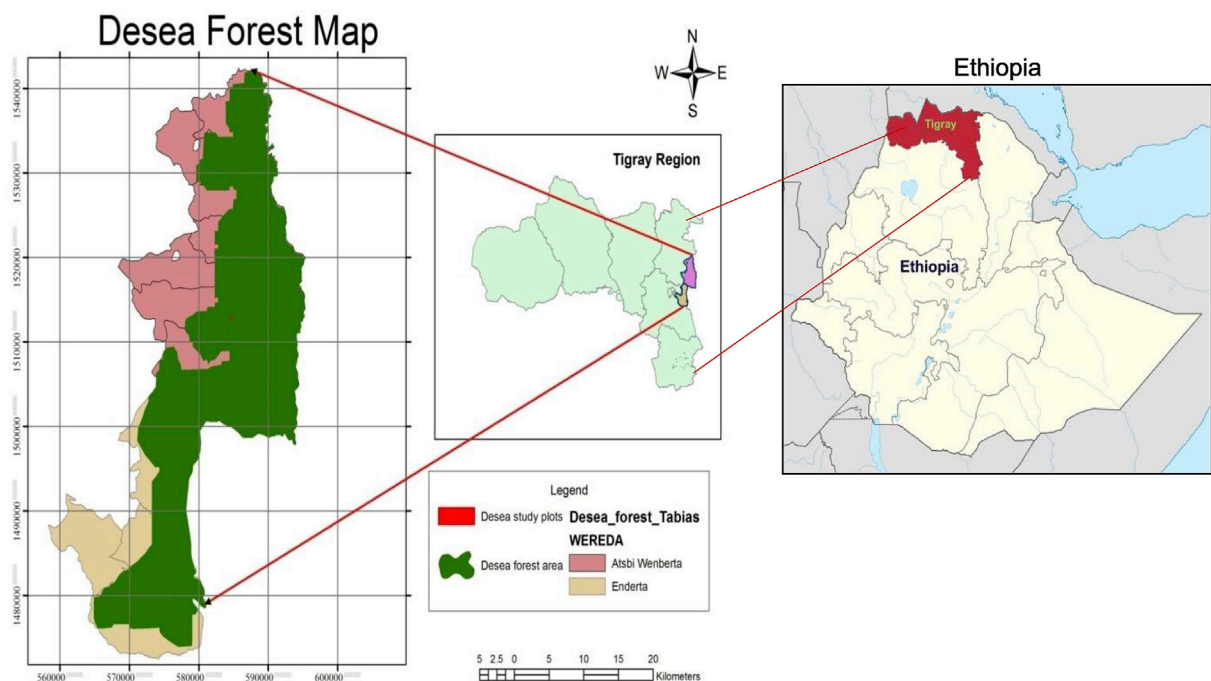 Desea Forest Map
N
W E
S
Ethiopia
Tigray
Ethiopia
Tigray Region
1540000
1530000
1520000
1510000
1500000
1490000
1480000
560000 570000 580000 590000 600000
Legend
Desea study plots
Desea forest area
Desea_forest_Tabias
WEREDA
Atsbi Wenberta
Enderta
5 2.5 0 5 10 15 20
Kilometers